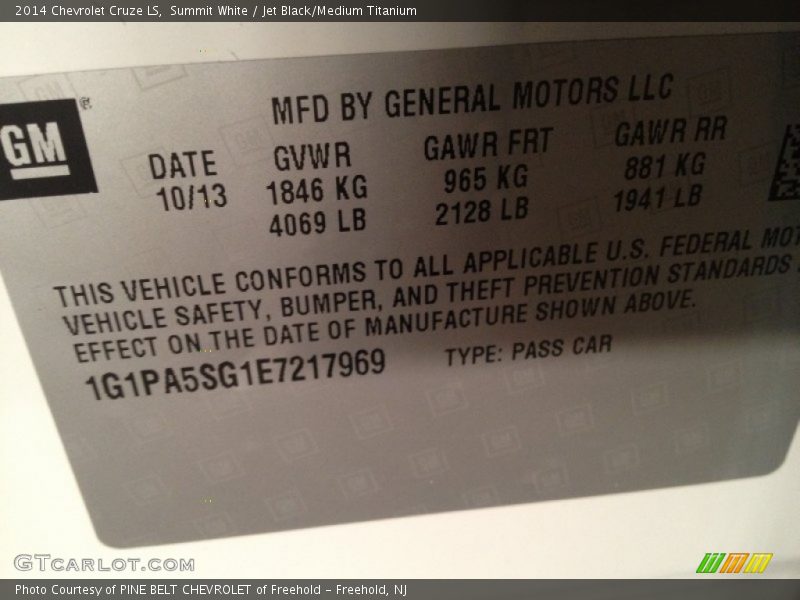 2014 Chevrolet Cruze LS,  Summit White / Jet Black/Medium Titanium
GM®
MFD BY GENERAL MOTORS LLC
DATE GVWR GAWR FRT GAWR RR
10/13 1846 KG 965 KG 881 KG
4069 LB 2128 LB 1941 LB
THIS VEHICLE CONFORMS TO ALL APPLICABLE U.S. FEDERAL MOT
VEHICLE SAFETY, BUMPER, AND THEFT PREVENTION STANDARDS
EFFECT ON THE DATE OF MANUFACTURE SHOWN ABOVE.
1G1PA5SG1E7217969 TYPE: PASS CAR
GTCARLOT.COM
Photo Courtesy of PINE BELT CHEVROLET of Freehold - Freehold, NJ